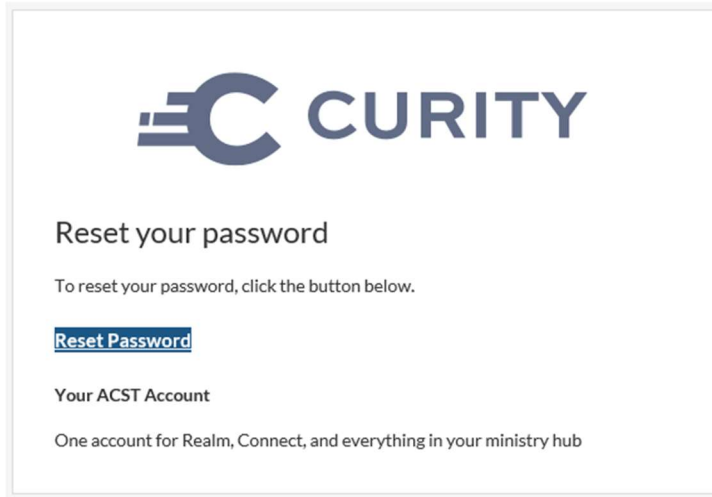 CURITY
Reset your password
To reset your password, click the button below.
Reset Password
Your ACST Account
One account for Realm, Connect, and everything in your ministry hub